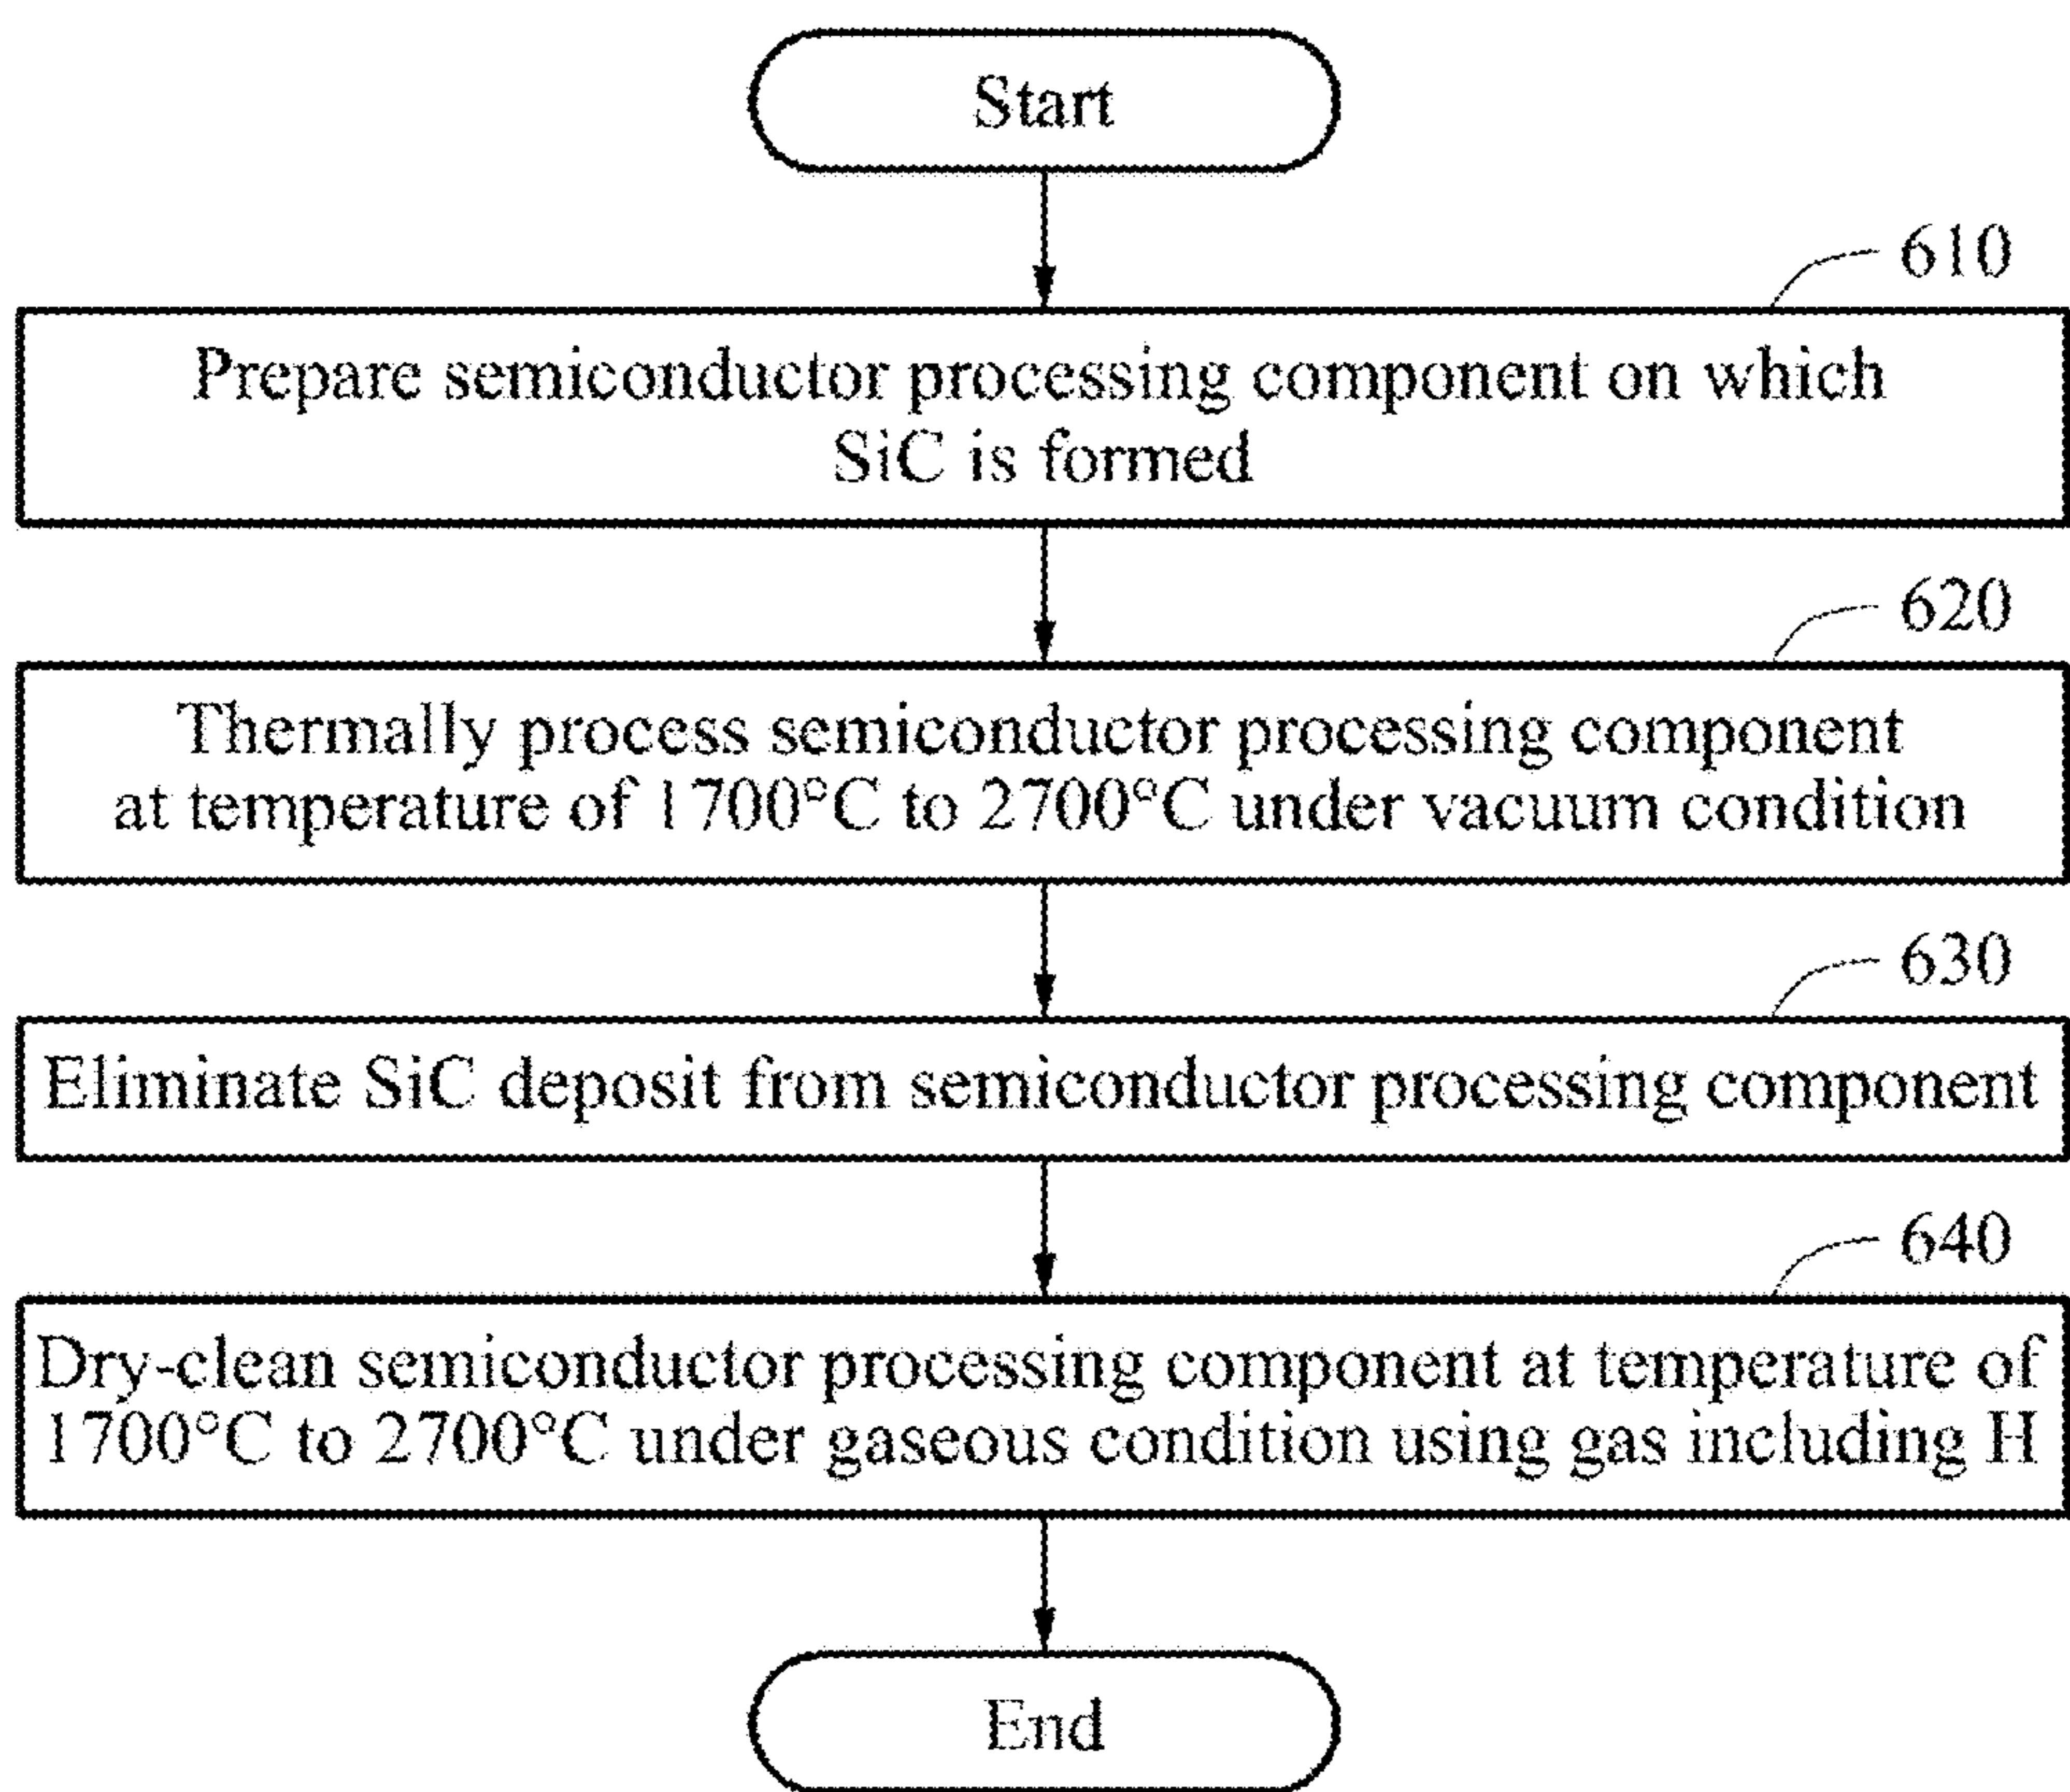 Start
610
Prepare semiconductor processing component on which
SiC is formed
620
Thermally process semiconductor processing component
at temperature of 1700°C to 2700°C under vacuum condition
630
Eliminate SiC deposit from semiconductor processing component
640
Dry-clean semiconductor processing component at temperature of
1700°C to 2700°C under gaseous condition using gas including H
End